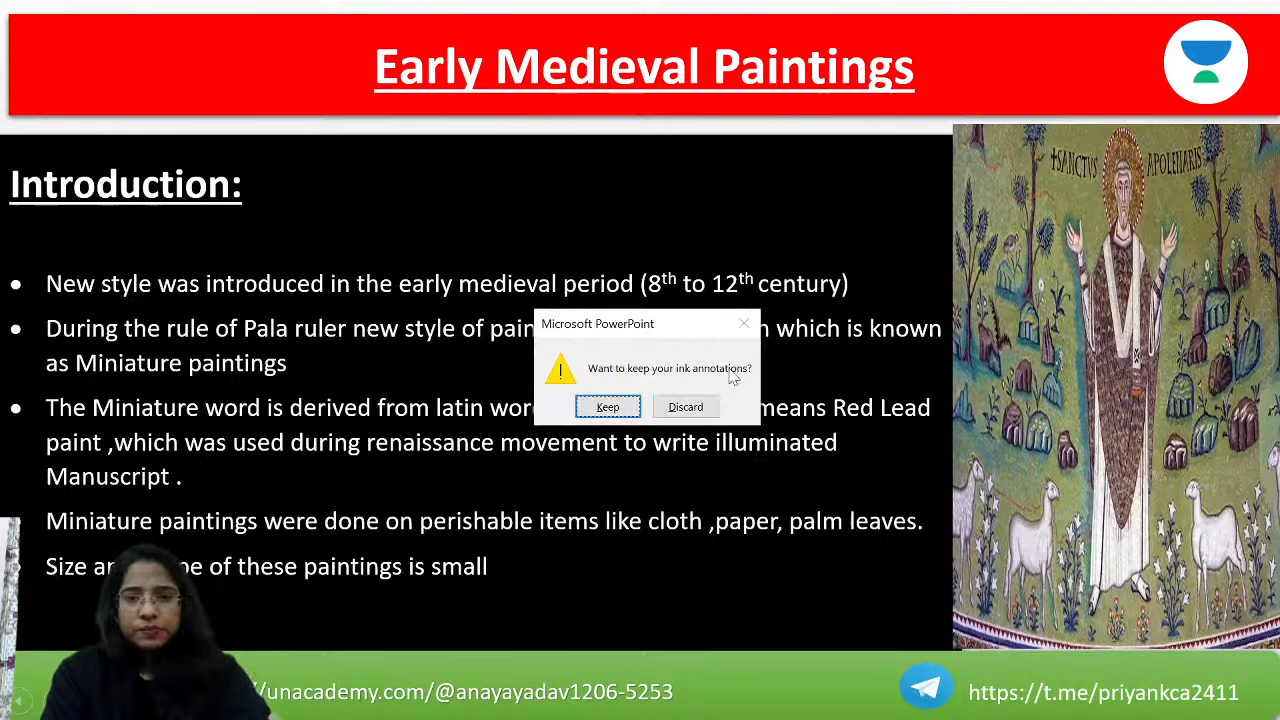 Early Medieval Paintings
Introduction:
New style was introduced in the early medieval period (8th to 12th century)
During the rule of Pala ruler new style of pain which is known
as Miniature paintings
The Miniature word is derived from latin wor means Red Lead
paint ,which was used during renaissance movement to write illuminated
Manuscript .
Miniature paintings were done on perishable items like cloth ,paper, palm leaves.
Size of these paintings is small
Microsoft PowerPoint
Want to keep your ink annotations?
Keep
Discard
SANCTVS APOLENARIS
/unacademy.com/@anayayadav1206-5253
https://t.me/priyankca2411